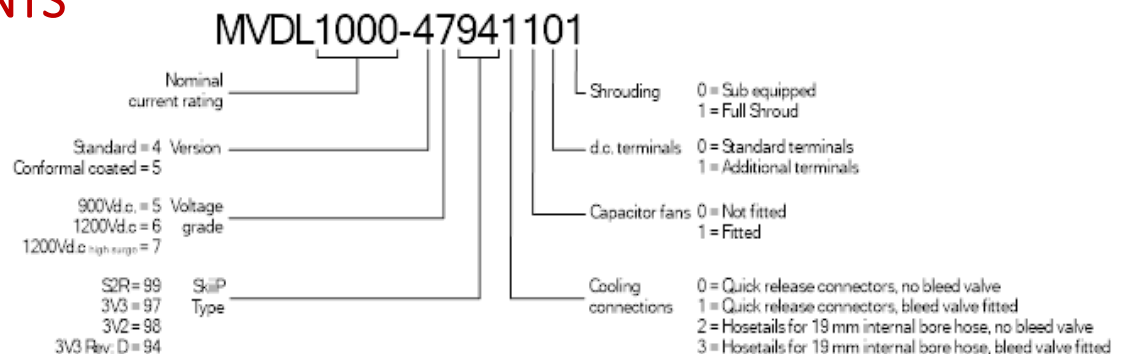 NTS
MVDL1000-47941101
Nominal
current rating
Standard = 4 Version
Conformal coated = 5
900Vd.c. = 5 Voltage
1200Vd.c = 6 grade
1200Vd.c high surge = 7
S2R = 99 SkiiP
3V3 = 97 Type
3V2 = 98
3V3 Rev: D = 94
Shrouding 0 = Sub equipped
1 = Full Shroud
d.c. terminals 0 = Standard terminals
1 = Additional terminals
Capacitor fans 0 = Not fitted
1 = Fitted
Cooling 0 = Quick release connectors, no bleed valve
connections 1 = Quick release connectors, bleed valve fitted
2 = Hosetails for 19 mm internal bore hose, no bleed valve
3 = Hosetails for 19 mm internal bore hose, bleed valve fitted